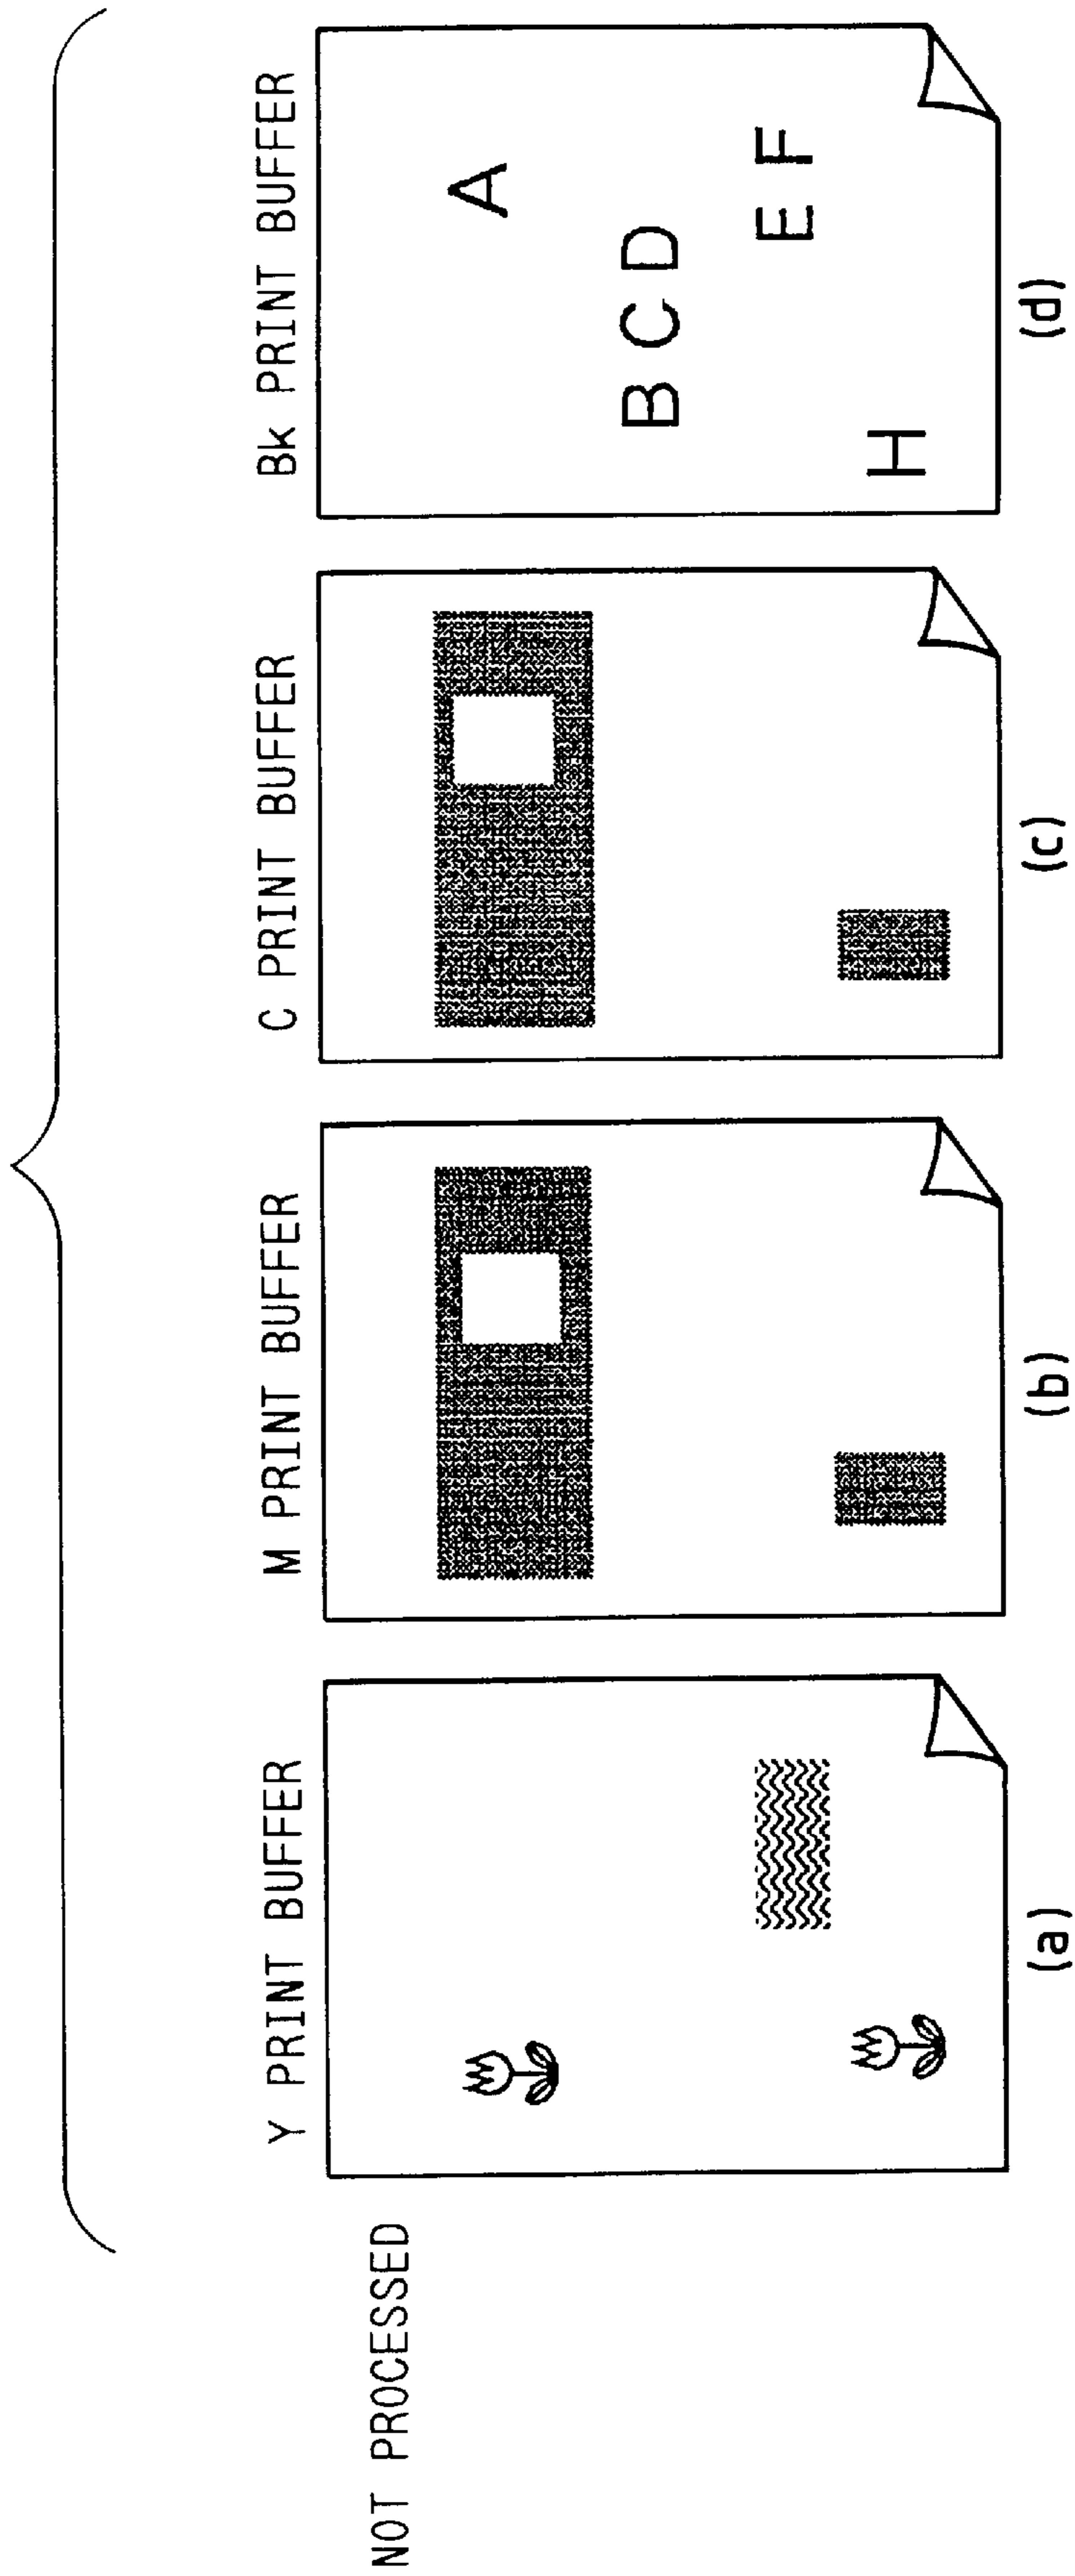 NOT PROCESSED
Y PRINT BUFFER
M PRINT BUFFER
C PRINT BUFFER
Bk PRINT BUFFER
A
B C D
E F
H
(a)
(b)
(c)
(d)